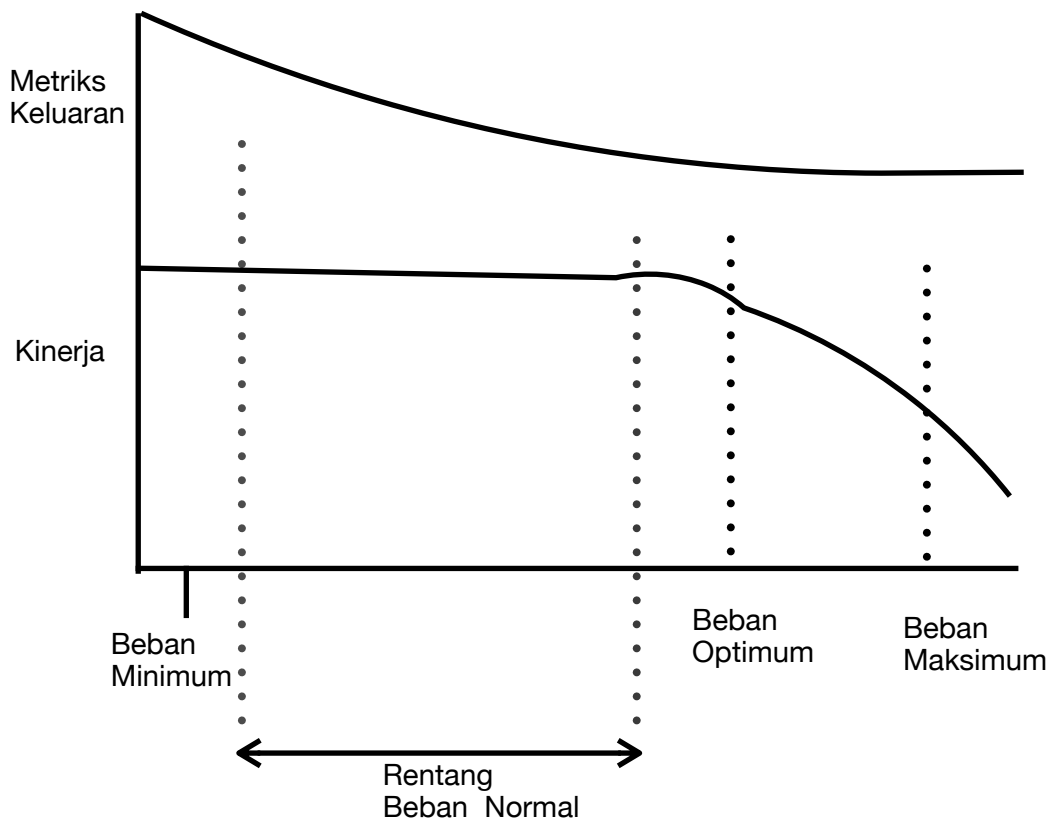 Metriks
Keluaran
Kinerja
Beban
Minimum
Beban
Optimum
Beban
Maksimum
Rentang
Beban Normal